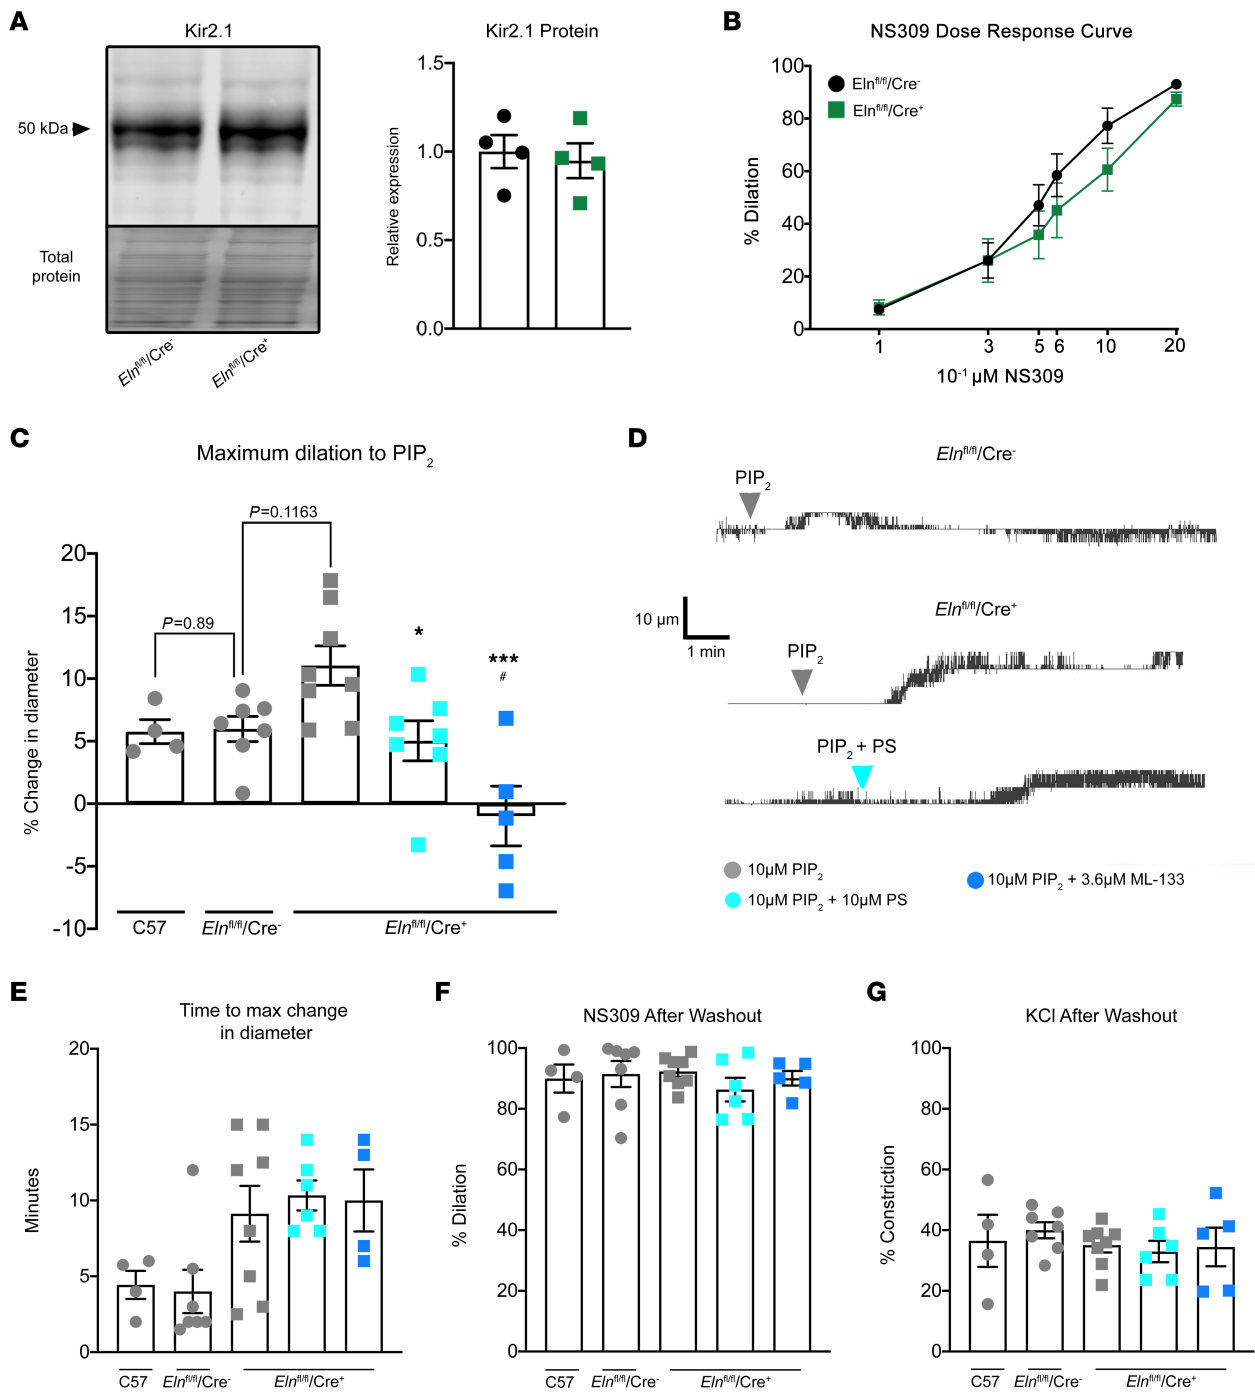 A
Kir2.1
50 kDa
Total
protein
Eln^fl/fl/Cre^-
Eln^fl/fl/Cre^+
Kir2.1 Protein
Relative expression
1.5
1.0
0.5
0.0
B
NS309 Dose Response Curve
Eln^fl/fl/Cre^-
Eln^fl/fl/Cre^+
% Dilation
100
80
60
40
20
0
1 3 5 6 10 20
10^-1 µM NS309
C
Maximum dilation to PIP₂
P=0.1163
P=0.89
*
***
#
% Change in diameter
20
15
10
5
0
-5
-10
C57 Eln^fl/fl/Cre^- Eln^fl/fl/Cre^+
D
Eln^fl/fl/Cre^-
PIP₂
Eln^fl/fl/Cre^+
10 µm
1 min
PIP₂
PIP₂ + PS
10µM PIP₂
10µM PIP₂ + 10µM PS
10µM PIP₂ + 3.6µM ML-133
E
Time to max change
in diameter
Minutes
20
15
10
5
0
C57 Eln^fl/fl/Cre^- Eln^fl/fl/Cre^+
F
NS309 After Washout
% Dilation
100
80
60
40
20
0
C57 Eln^fl/fl/Cre^- Eln^fl/fl/Cre^+
G
KCl After Washout
% Constriction
100
80
60
40
20
0
C57 Eln^fl/fl/Cre^- Eln^fl/fl/Cre^+